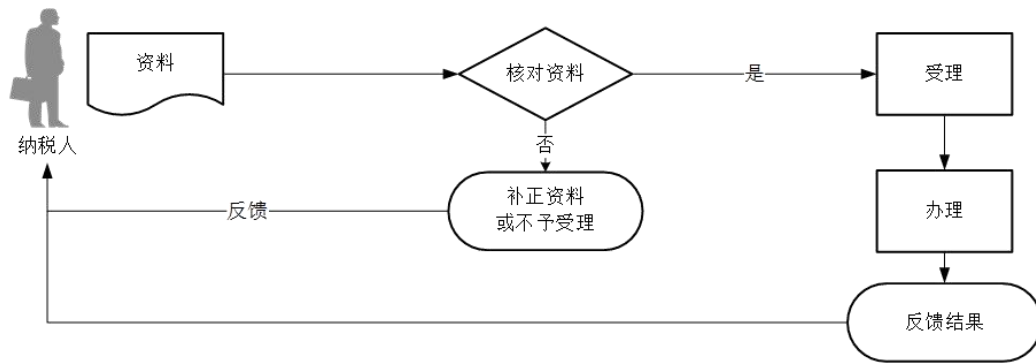 资料
核对资料
是
受理
纳税人
否
补正资料
或不予受理
反馈
办理
反馈结果